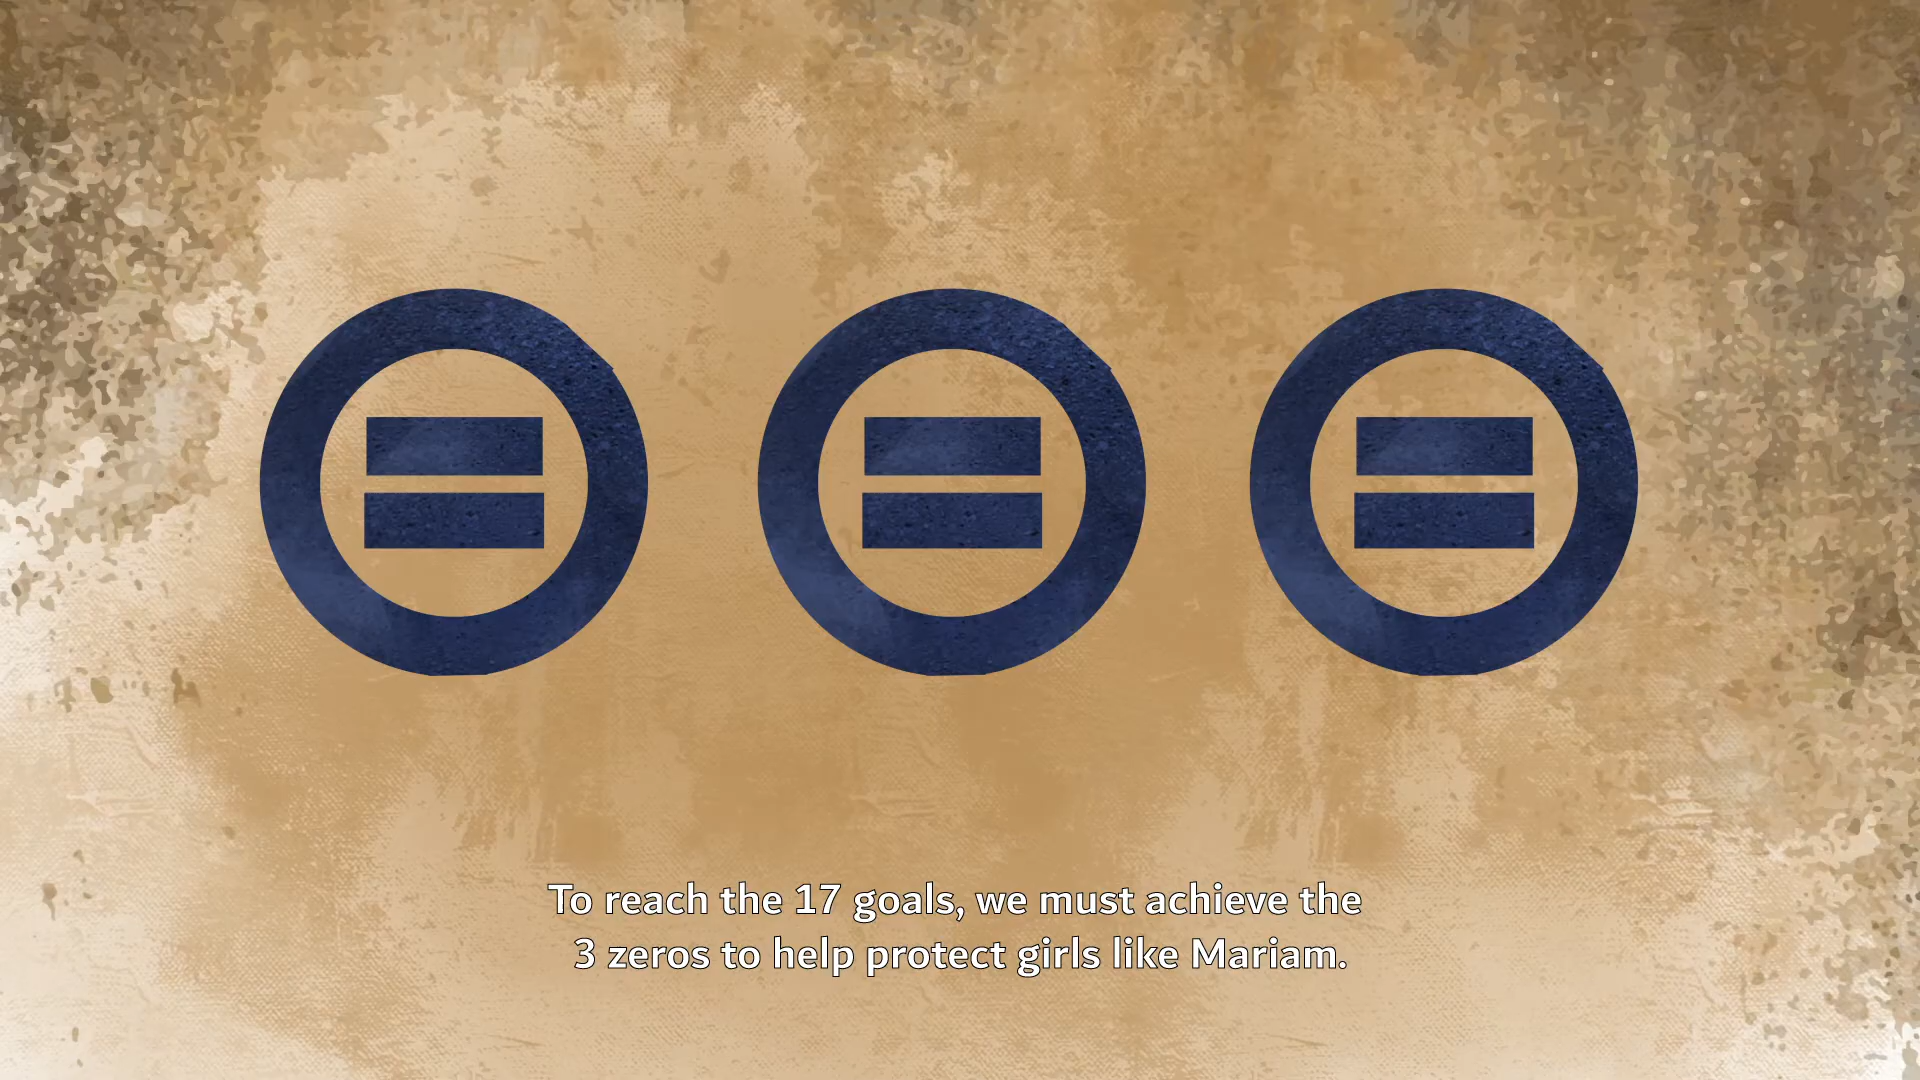 To reach the 17 goals, we must achieve the
3 zeros to help protect girls like Mariam.